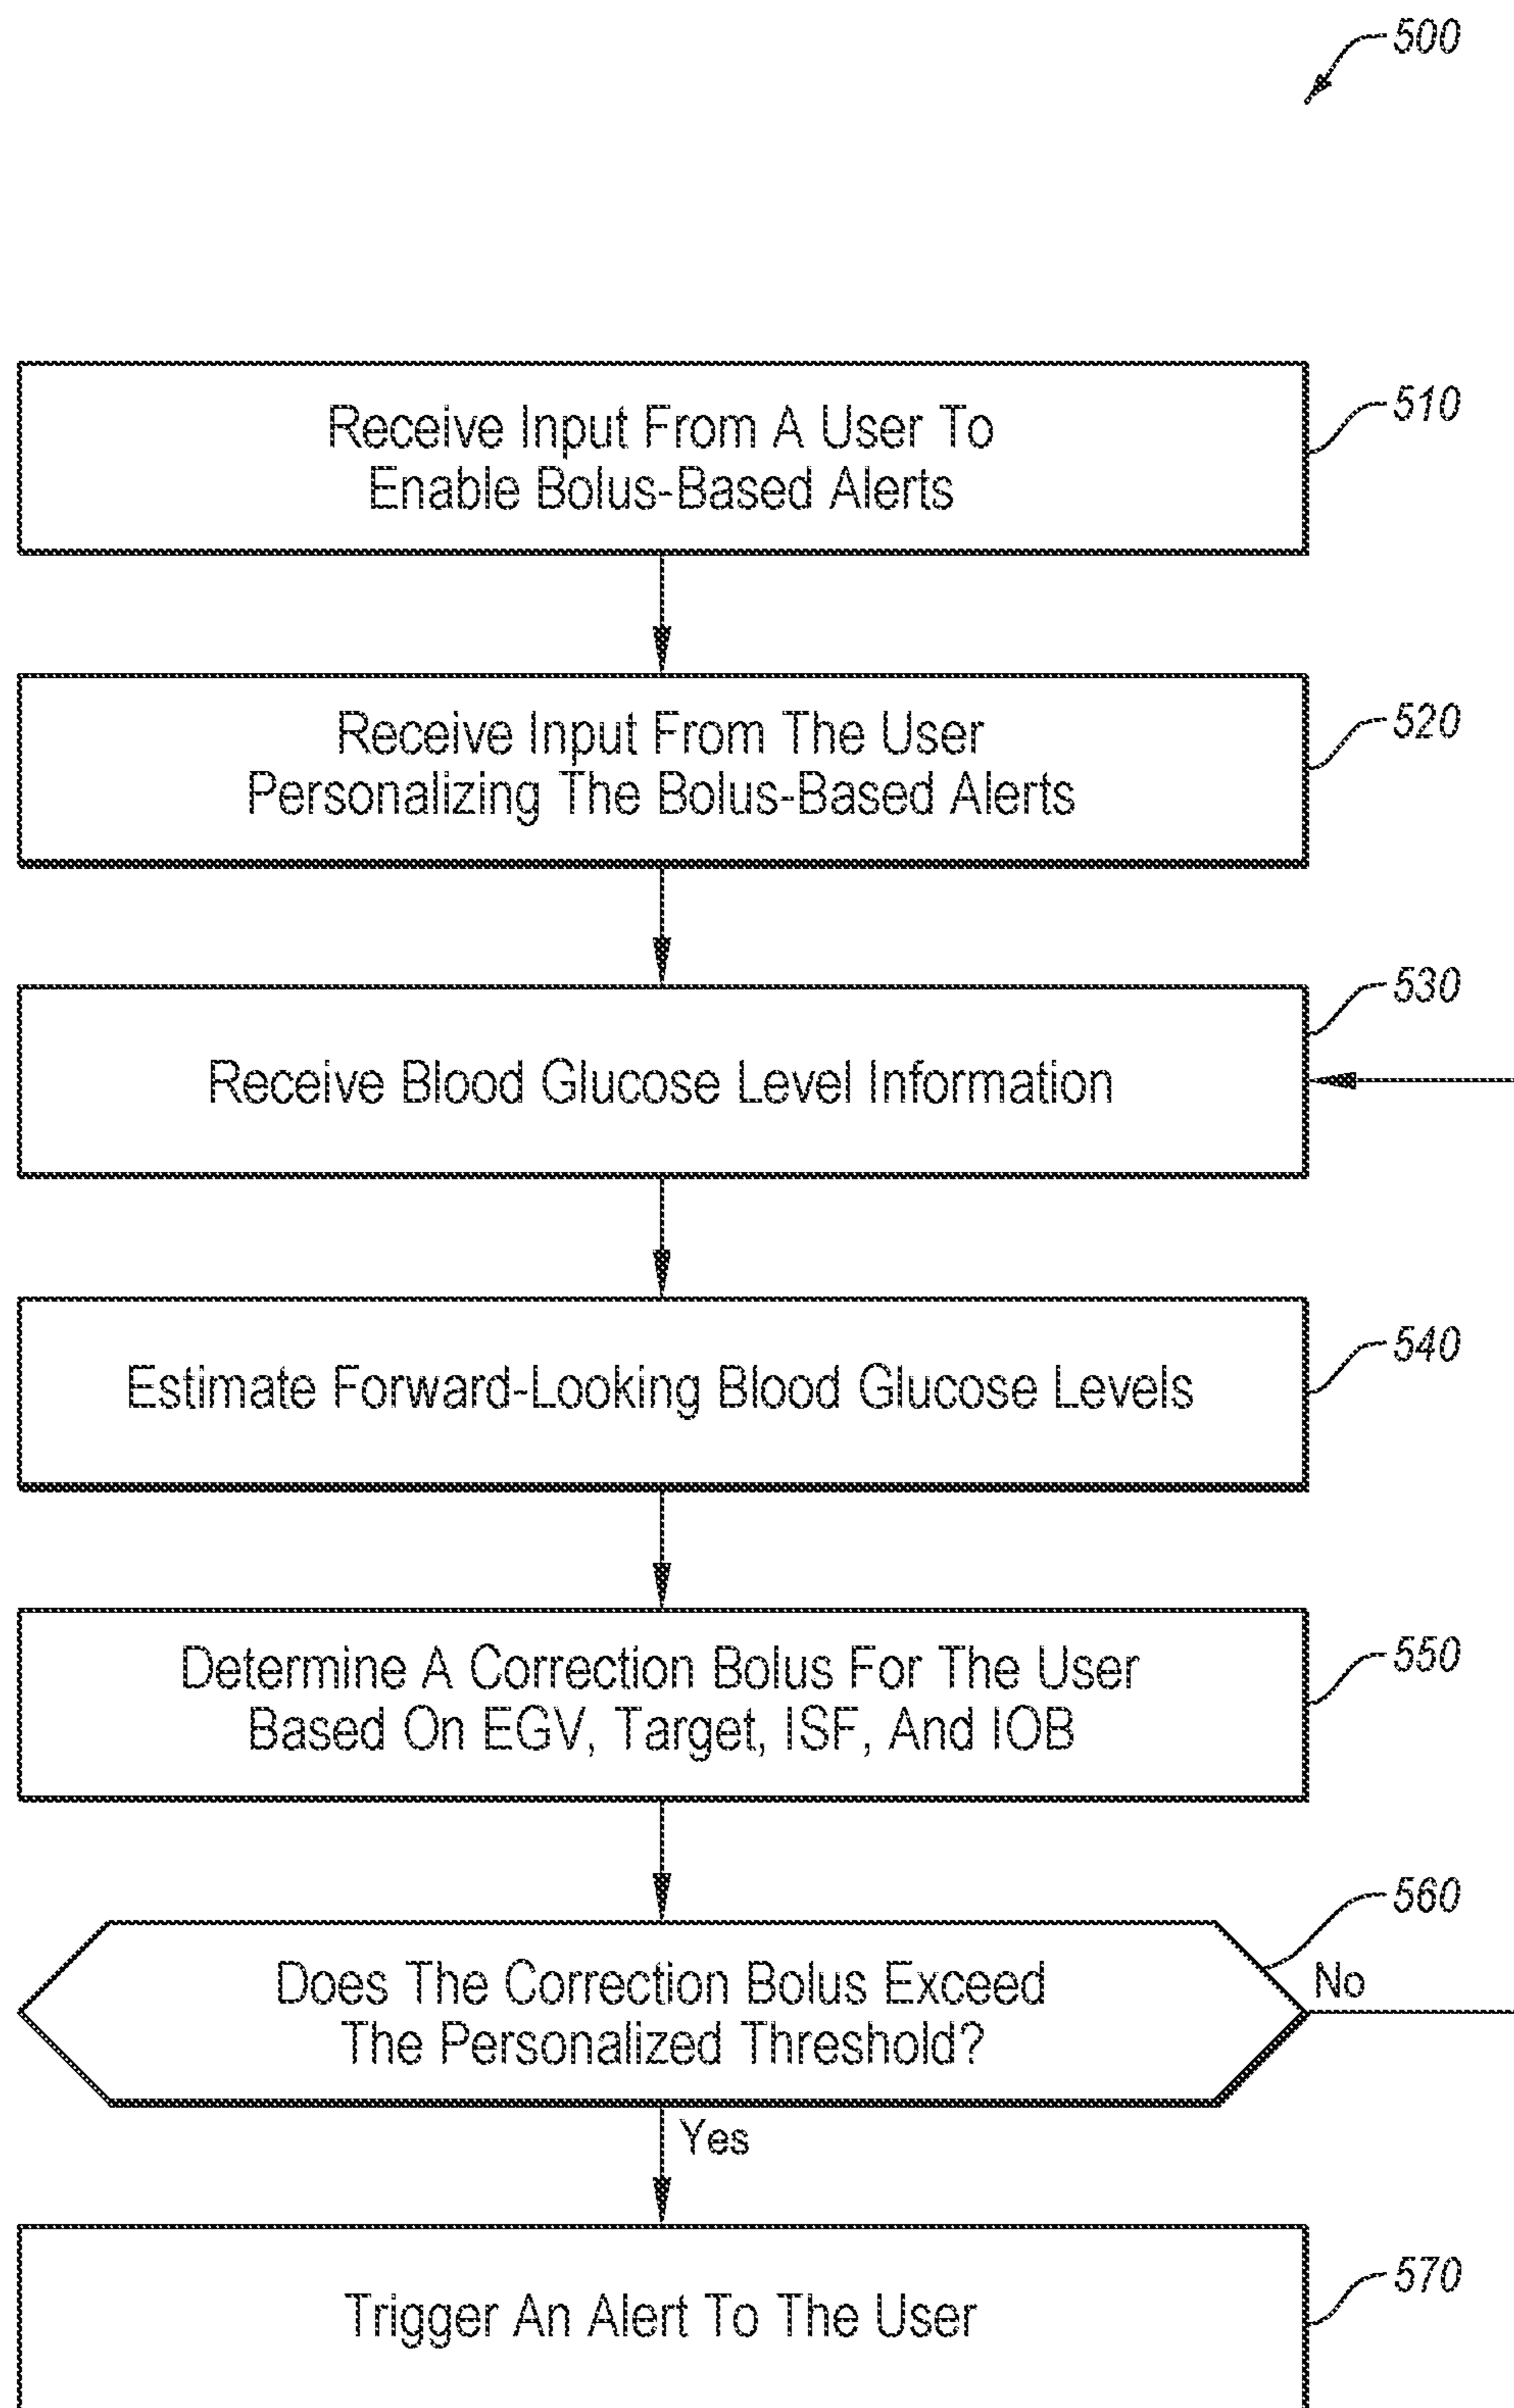 500
Receive Input From A User To
Enable Bolus-Based Alerts
510
Receive Input From The User
Personalizing The Bolus-Based Alerts
520
Receive Blood Glucose Level Information
530
Estimate Forward-Looking Blood Glucose Levels
540
Determine A Correction Bolus For The User
Based On EGV, Target, ISF, And IOB
550
Does The Correction Bolus Exceed
The Personalized Threshold?
560
No
Yes
Trigger An Alert To The User
570